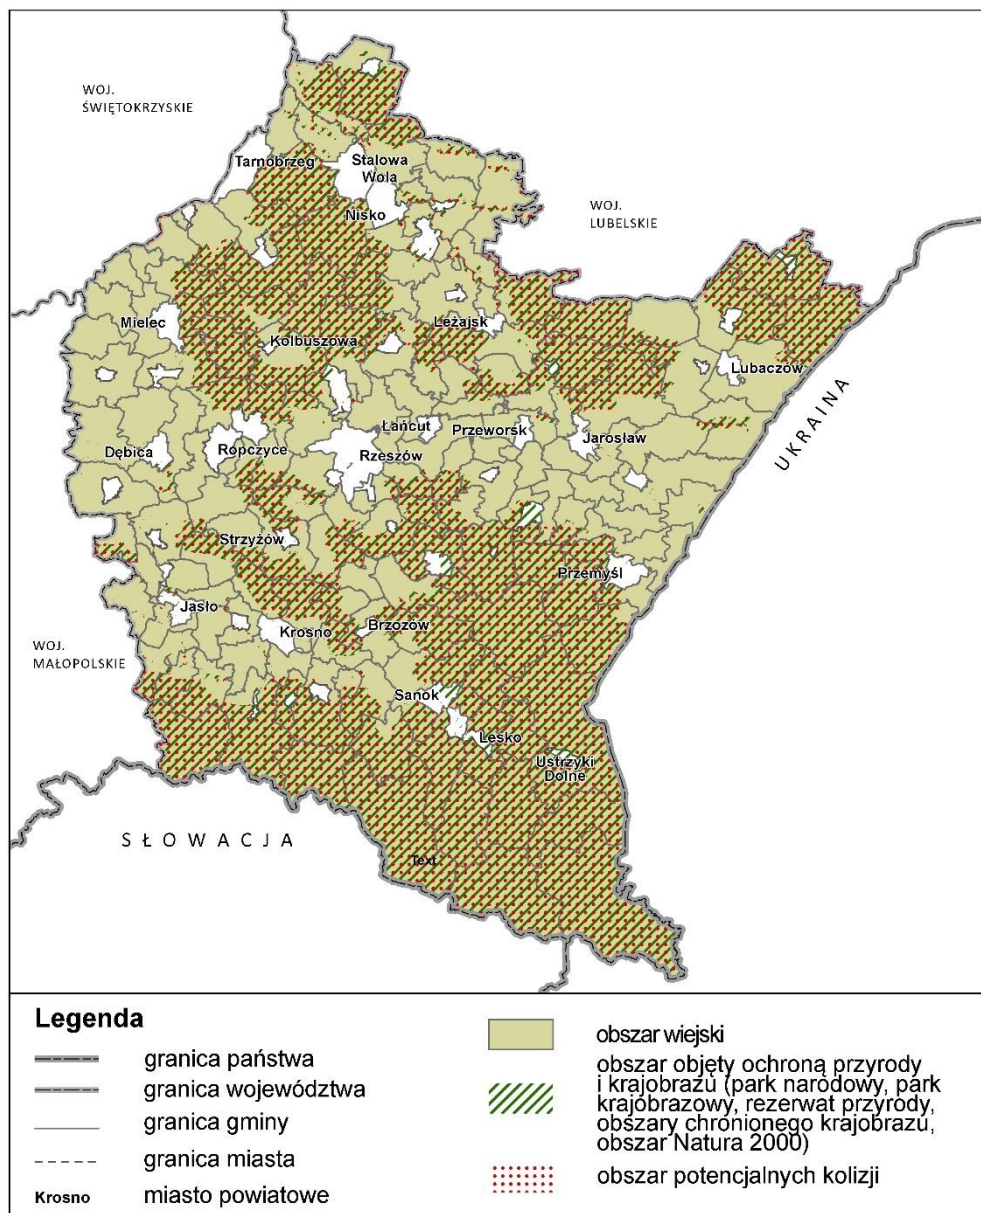 WOJ.
ŚWIĘTOKRZYSKIE
Tarnobrzeg
Stalowa
Wola
Nisko
WOJ.
LUBELSKIE
Mielec
Kolbuszowa
Leżajsk
Lubaczów
UKRAINA
Dębica
Ropczyce
Łańcut
Rzeszów
Przeworsk
Jarosław
Strzyżów
Przemyśl
Jasło
Krosno
Brzozów
WOJ.
MAŁOPOLSKIE
Sanok
Lesko
Ustrzyki
Dolne
SŁOWACJA
Text
Legenda
granica państwa
granica województwa
granica gminy
granica miasta
Krosno miasto powiatowe
obszar wiejski
obszar objęty ochroną przyrody
i krajobrazu (park narodowy, park
krajobrazowy, rezerwat przyrody,
obszary chronionego krajobrazu,
obszar Natura 2000)
obszar potencjalnych kolizji